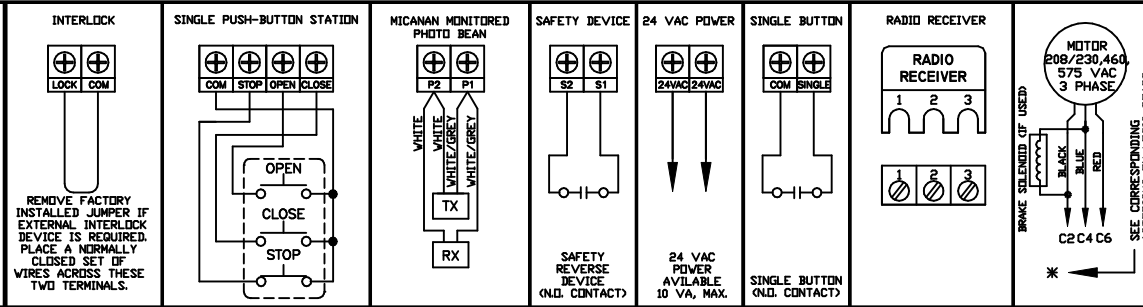 INTERLOCK
LOCK COM
REMOVE FACTORY
INSTALLED JUMPER IF
EXTERNAL INTERLOCK
DEVICE IS REQUIRED.
PLACE A NORMALLY
CLOSED SET OF
WIRES ACROSS THESE
TWO TERMINALS.
SINGLE PUSH-BUTTON STATION
COM STOP OPEN CLOSE
OPEN
CLOSE
STOP
MICANAN MONITORED
PHOTO BEAN
P2 P1
WHITE
WHITE
WHITE/GREY
WHITE/GREY
TX
RX
SAFETY DEVICE
S2 S1
SAFETY
REVERSE
DEVICE
(N.O. CONTACT)
24 VAC POWER
24VAC 24VAC
24 VAC
POWER
AVILABLE
10 VA, MAX.
SINGLE BUTTON
COM SINGLE
SINGLE BUTTON
(N.O. CONTACT)
RADIO RECEIVER
RADIO
RECEIVER
1 2 3
1 2 3
MOTOR
208/230,460,
575 VAC
3 PHASE
BRAKE SOLENOID (IF USED)
BLACK
BLUE
RED
C2 C4 C6
*
SEE CORRESPONDING